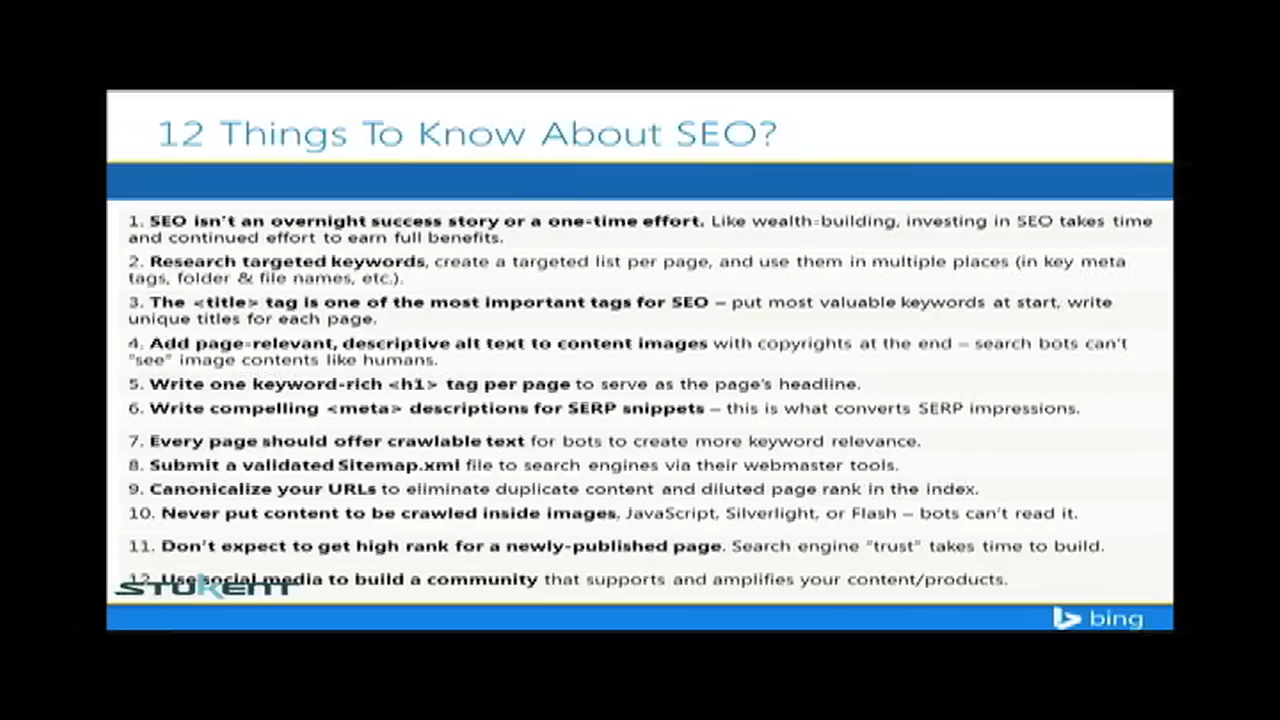 12 Things To Know About SEO?
1. SEO isn't an overnight success story or a one-time effort. Like wealth-building, investing in SEO takes time
and continued effort to earn full benefits.
2. Research targeted keywords, create a targeted list per page, and use them in multiple places (in key meta
tags, folder & file names, etc.).
3. The <title> tag is one of the most important tags for SEO – put most valuable keywords at start, write
unique titles for each page.
4. Add page-relevant, descriptive alt text to content images with copyrights at the end – search bots can't
"see" image contents like humans.
5. Write one keyword-rich <h1> tag per page to serve as the page's headline.
6. Write compelling <meta> descriptions for SERP snippets – this is what converts SERP impressions.
7. Every page should offer crawlable text for bots to create more keyword relevance.
8. Submit a validated Sitemap.xml file to search engines via their webmaster tools.
9. Canonicalize your URLs to eliminate duplicate content and diluted page rank in the index.
10. Never put content to be crawled inside images, JavaScript, Silverlight, or Flash – bots can't read it.
11. Don't expect to get high rank for a newly-published page. Search engine "trust" takes time to build.
12. Use social media to build a community that supports and amplifies your content/products.
STUKENT
bing